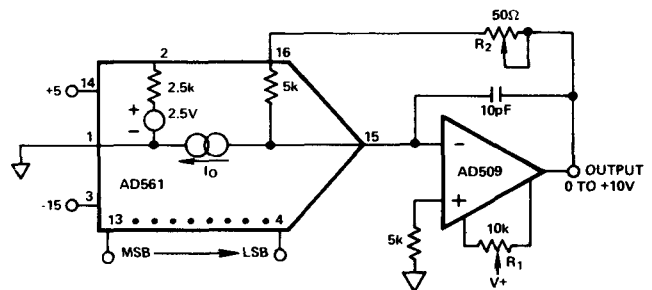 50Ω
R2
2
16
+5
14
2.5k
5k
+
2.5V
−
10pF
1
15
IO
−
OUTPUT
0 TO +10V
AD561
AD509
+
-15
3
13
4
5k
10k
R1
V+
MSB
LSB